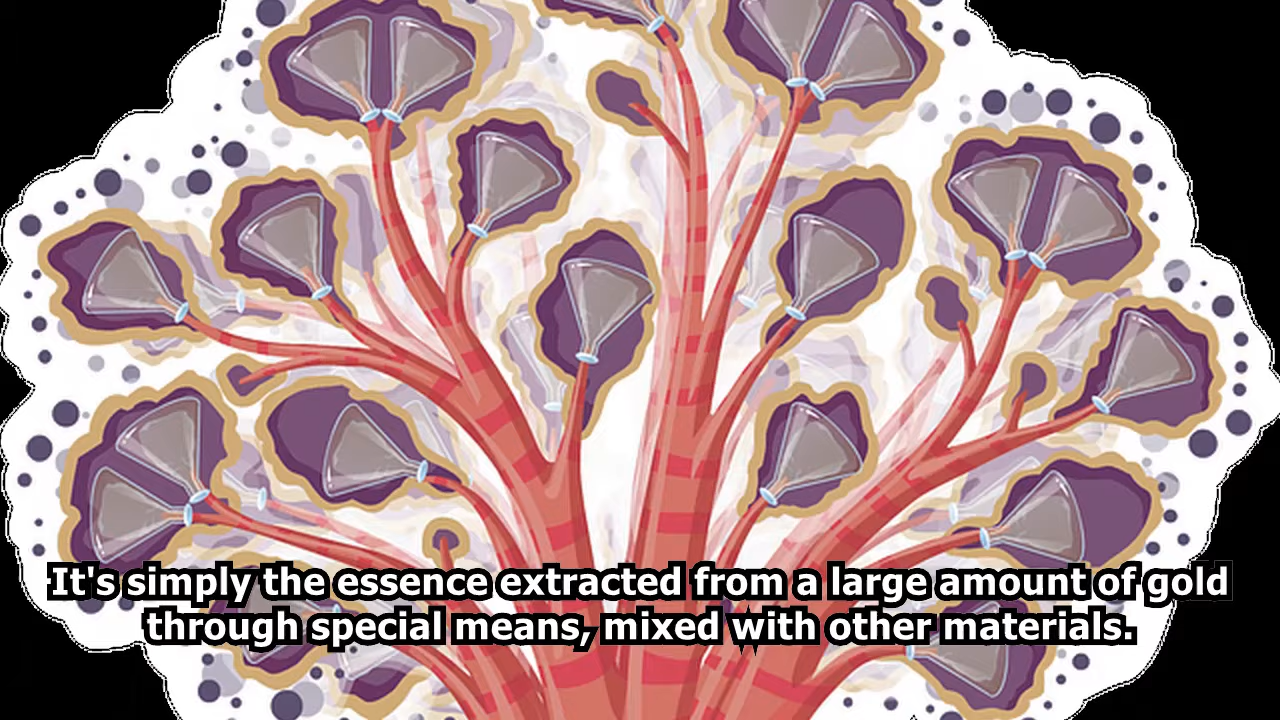 It's simply the essence extracted from a large amount of gold
through special means, mixed with other materials.